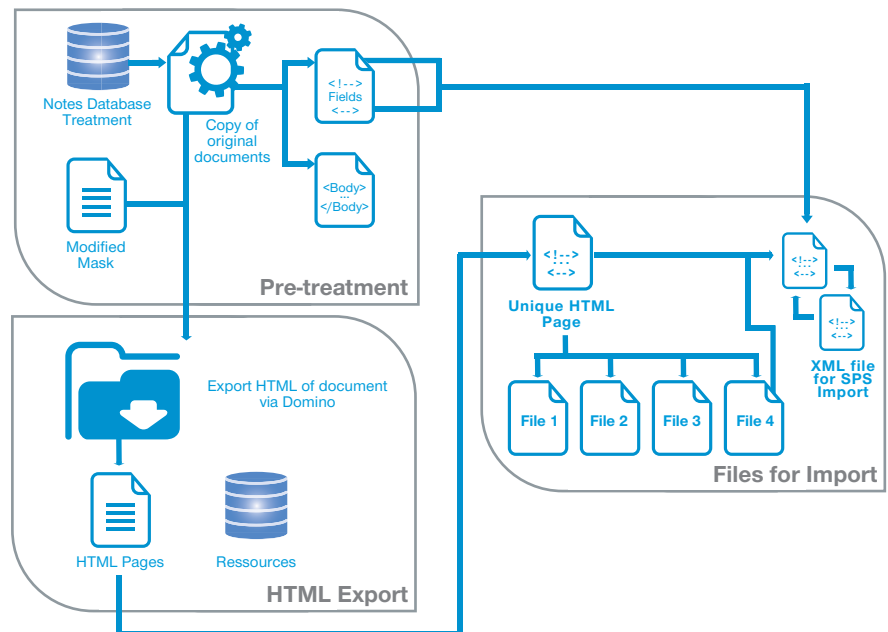 Notes Database
Treatment
Copy of
original
documents
<!-->
Fields
<-->
<Body>
...
</Body>
Modified
Mask
Pre-treatment
Export HTML of document
via Domino
HTML Pages
Ressources
HTML Export
<!-->
...
<-->
Unique HTML
Page
File 1
File 2
File 3
File 4
<!-->
...
<-->
<!-->
...
<-->
XML file
for SPS
Import
Files for Import